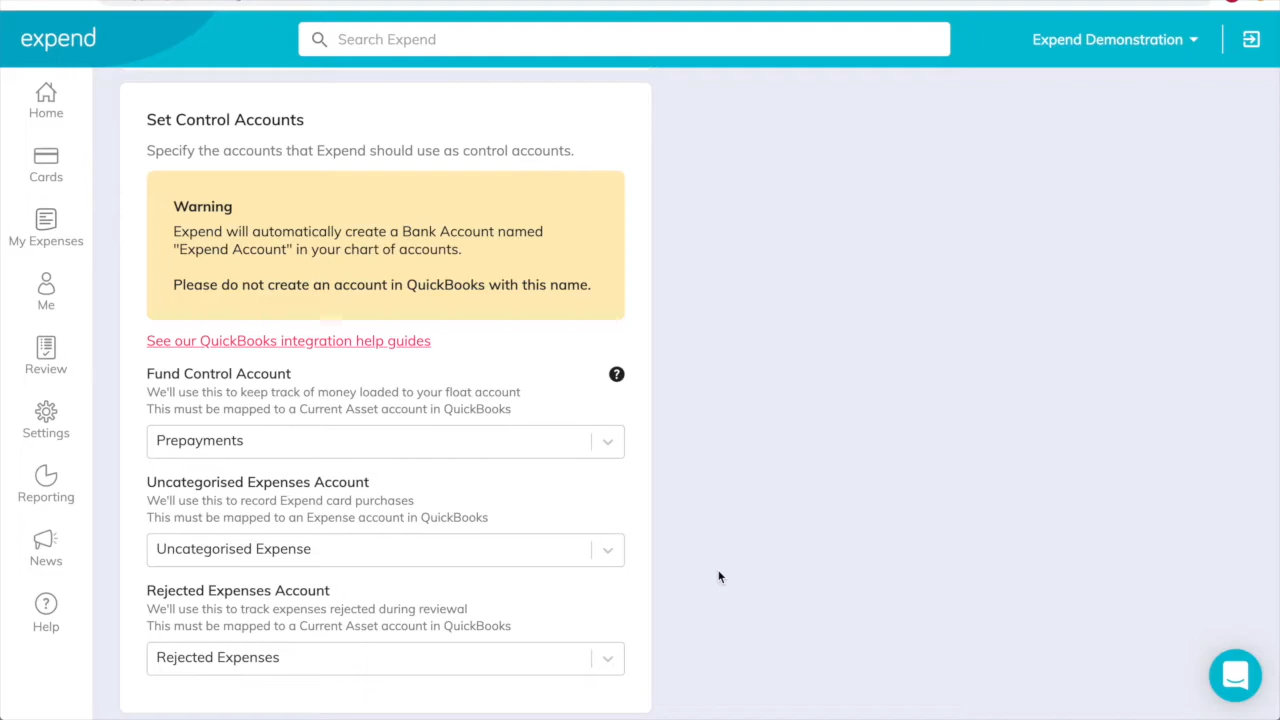 expend
Search Expend
Expend Demonstration
Home
Cards
My Expenses
Me
Review
Settings
Reporting
News
Help
Set Control Accounts
Specify the accounts that Expend should use as control accounts.
Warning
Expend will automatically create a Bank Account named
"Expend Account" in your chart of accounts.
Please do not create an account in QuickBooks with this name.
See our QuickBooks integration help guides
Fund Control Account
?
We'll use this to keep track of money loaded to your float account
This must be mapped to a Current Asset account in QuickBooks
Prepayments
Uncategorised Expenses Account
We'll use this to record Expend card purchases
This must be mapped to an Expense account in QuickBooks
Uncategorised Expense
Rejected Expenses Account
We'll use this to track expenses rejected during reviewal
This must be mapped to a Current Asset account in QuickBooks
Rejected Expenses